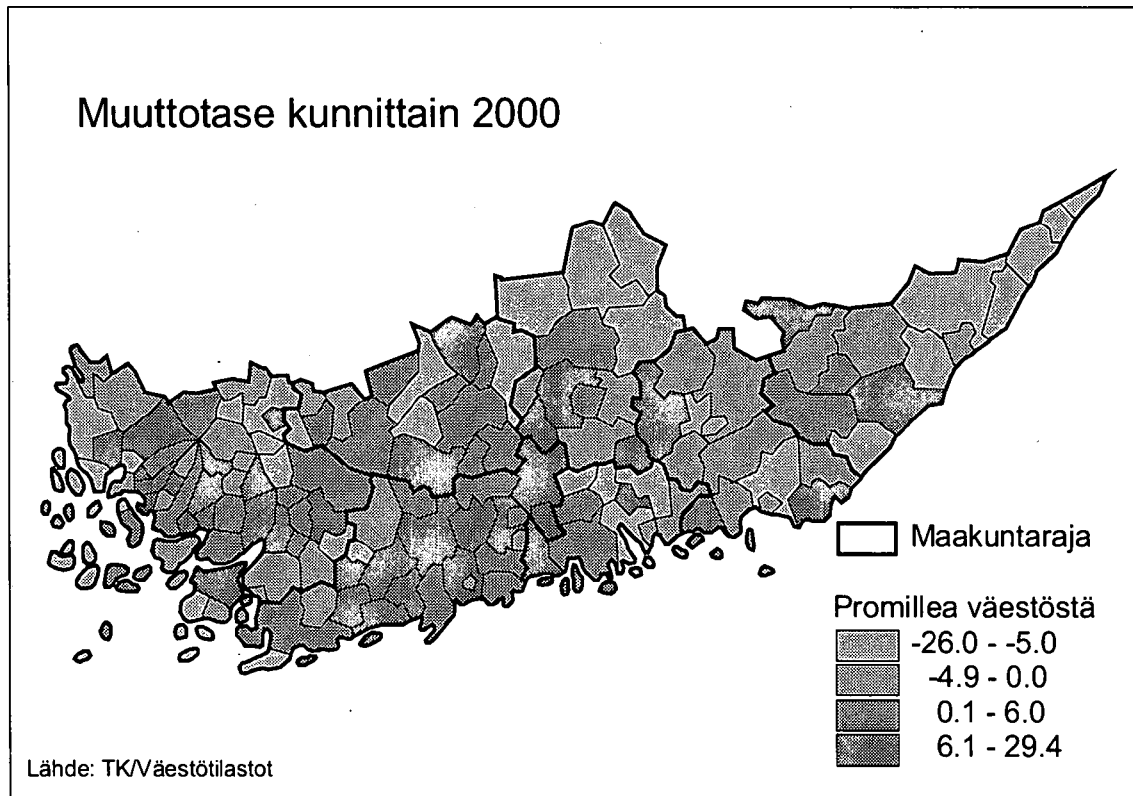 Muuttotase kunnittain 2000
Maakuntaraja
Promillea väestöstä
-26.0 - -5.0
-4.9 - 0.0
0.1 - 6.0
6.1 - 29.4
Lähde: TK/Väestötilastot